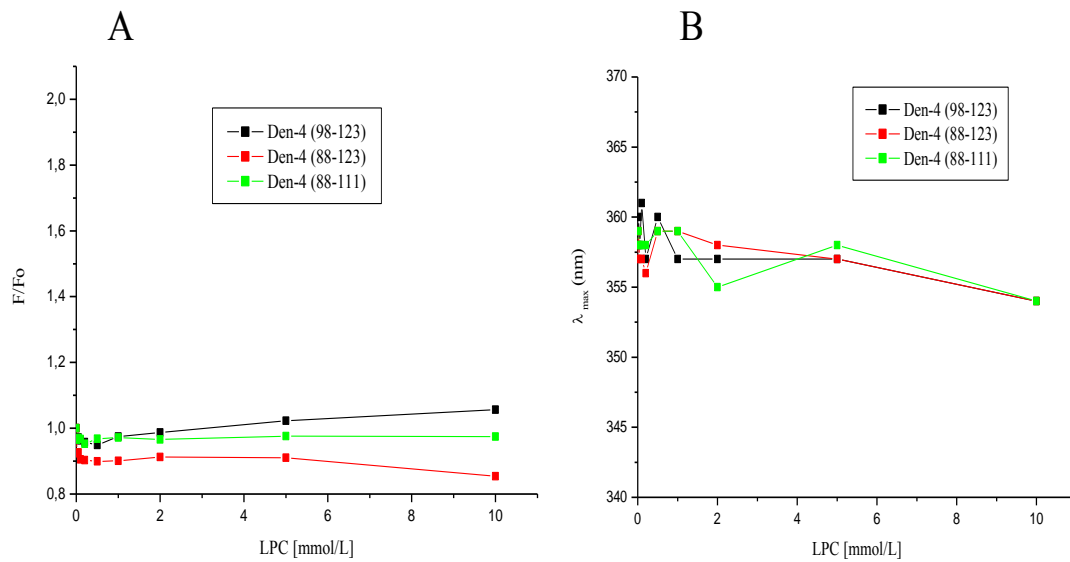 A
F/Fo
2,0
1,8
1,6
1,4
1,2
1,0
0,8
0
2
4
6
8
10
LPC [mmol/L]
Den-4 (98-123)
Den-4 (88-123)
Den-4 (88-111)
B
λ max (nm)
370
365
360
355
350
345
340
0
2
4
6
8
10
LPC [mmol/L]
Den-4 (98-123)
Den-4 (88-123)
Den-4 (88-111)